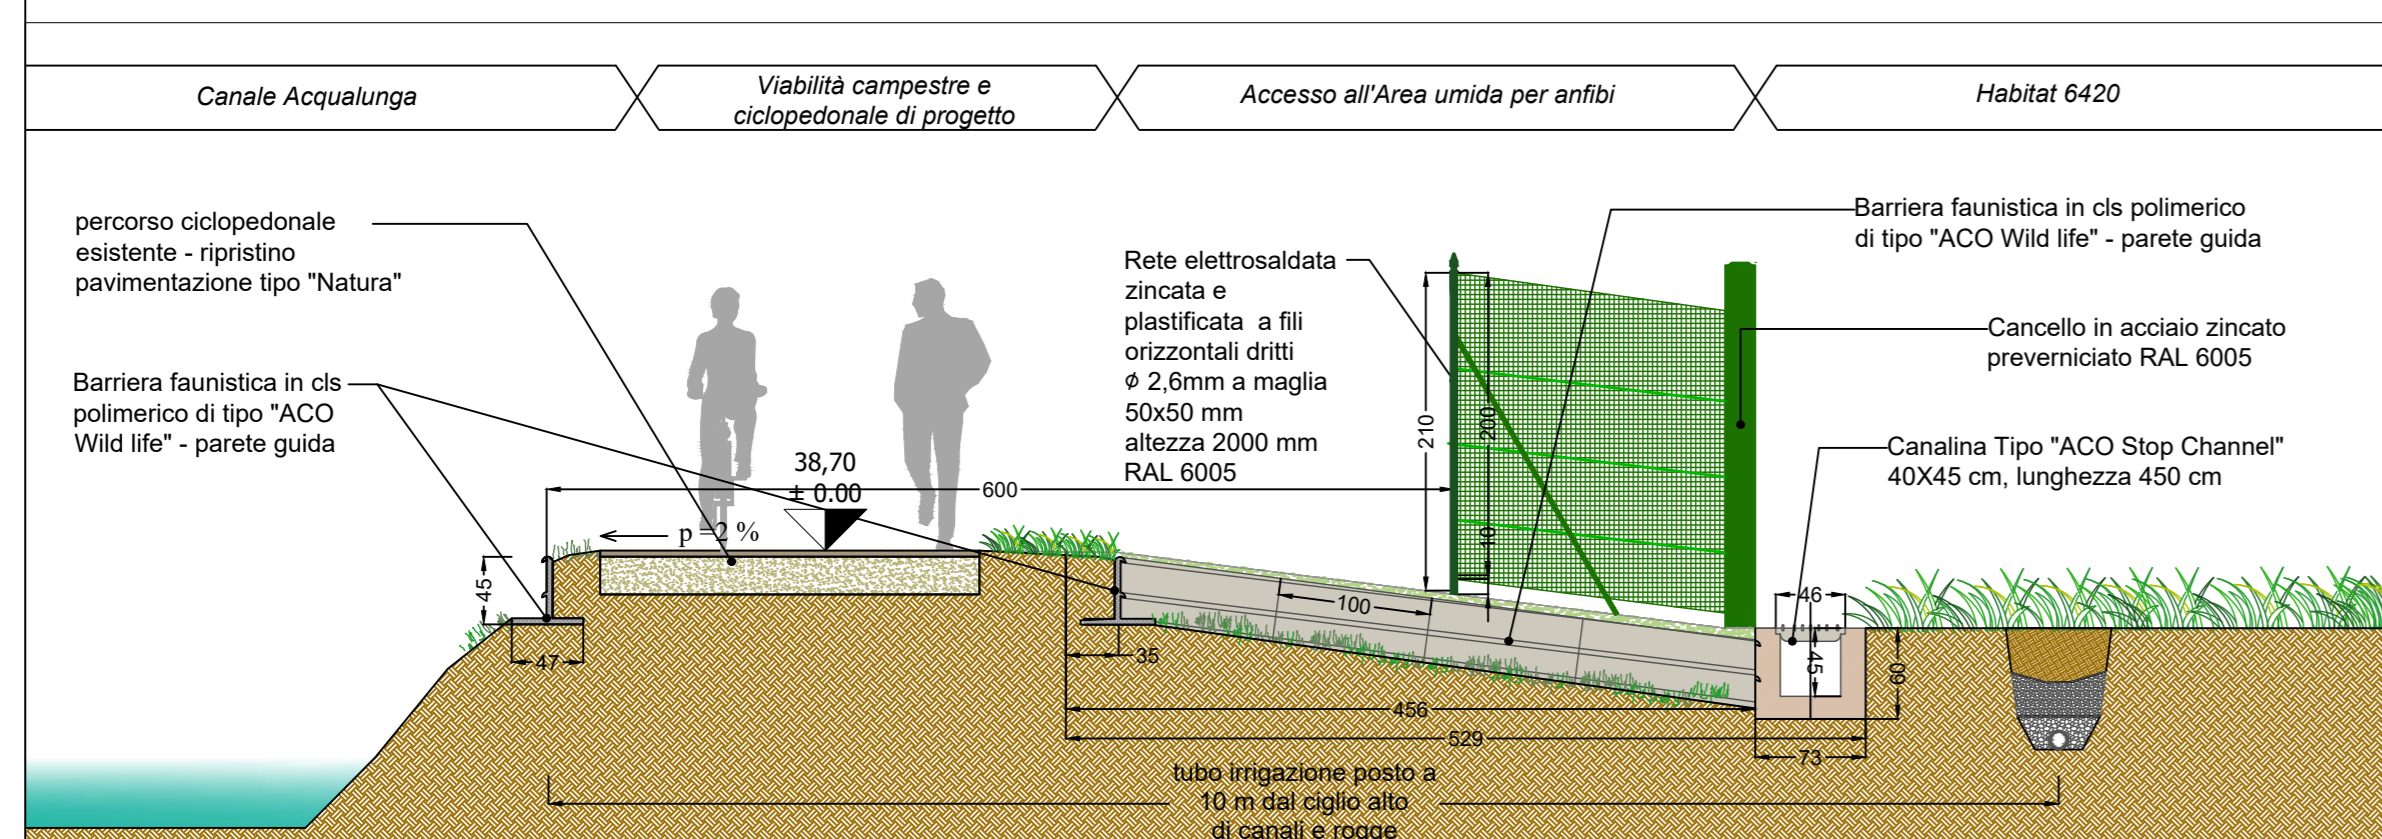 Canale Acqualunga
Viabilità campestre e
ciclopedonale di progetto
Accesso all'Area umida per anfibi
Habitat 6420
percorso ciclopedonale
esistente - ripristino
pavimentazione tipo "Natura"
Barriera faunistica in cls
polimerico di tipo "ACO
Wild life" - parete guida
Rete elettrosaldata
zincata e
plastificata a fili
orizzontali dritti
φ 2,6mm a maglia
50x50 mm
altezza 2000 mm
RAL 6005
Barriera faunistica in cls polimerico
di tipo "ACO Wild life" - parete guida
Cancello in acciaio zincato
preverniciato RAL 6005
Canalina Tipo "ACO Stop Channel"
40X45 cm, lunghezza 450 cm
38,70
± 0.00
600
p =2 %
210
200
10
45
47
35
100
46
45
60
456
529
73
tubo irrigazione posto a
10 m dal ciglio alto
di canali e rogge